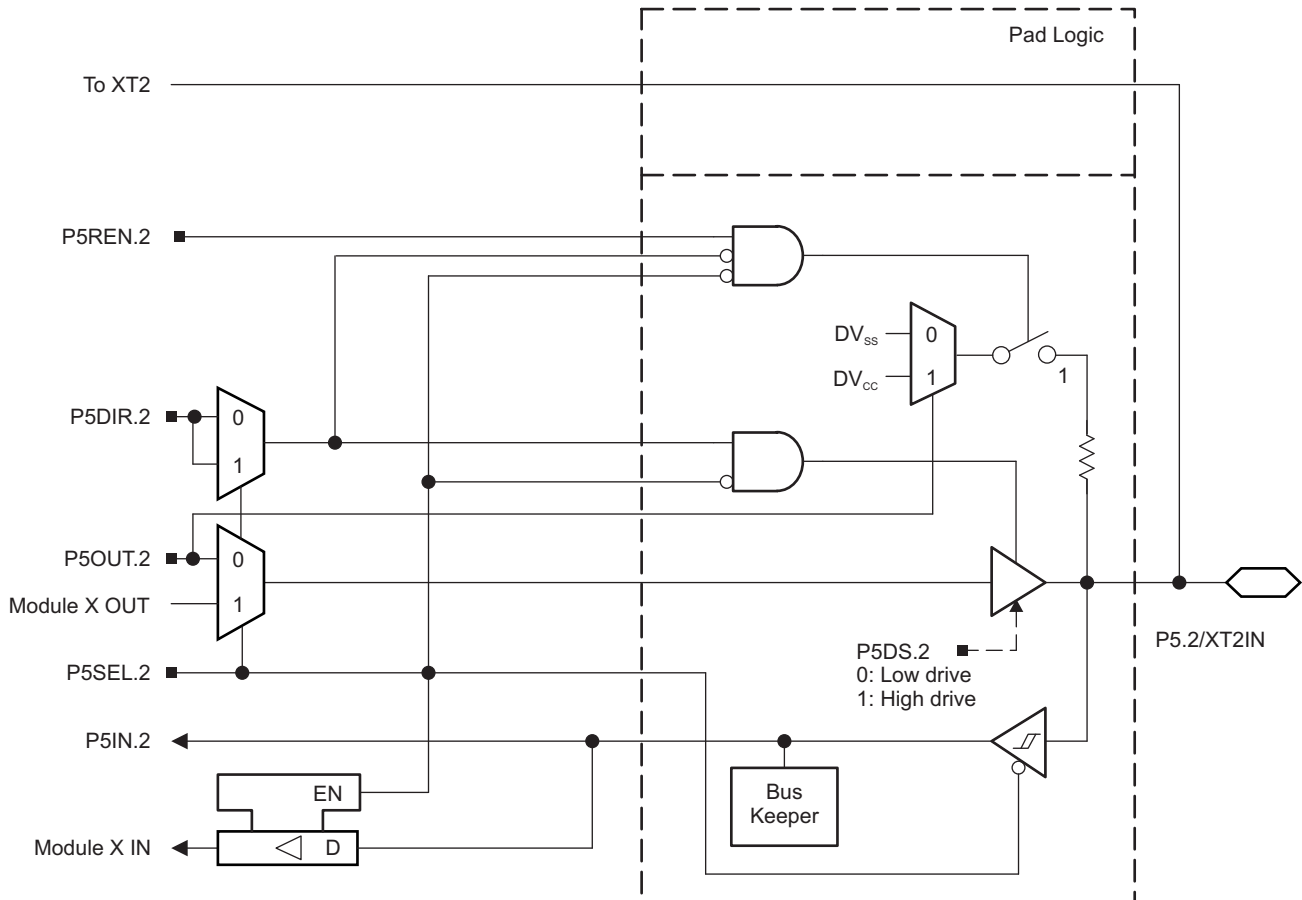 Pad Logic
To XT2
P5REN.2
DVSS
0
DVCC
1
1
P5DIR.2
0
1
P5OUT.2
0
Module X OUT
1
P5SEL.2
P5DS.2
0: Low drive
1: High drive
P5.2/XT2IN
P5IN.2
Bus
Keeper
EN
Module X IN
D